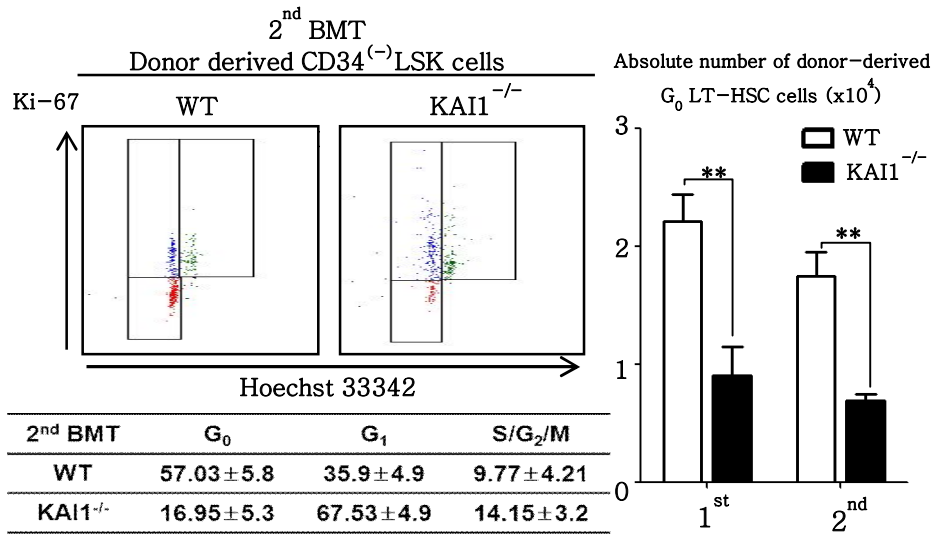 2nd BMT
Donor derived CD34(-)LSK cells
Ki-67
WT
KAI1-/-
Hoechst 33342
2nd BMT G0 G1 S/G2/M
WT 57.03±5.8 35.9±4.9 9.77±4.21
KAI1-/- 16.95±5.3 67.53±4.9 14.15±3.2
Absolute number of donor-derived
G0 LT-HSC cells (x10^4)
3
WT
KAI1-/-
**
2
**
1
0
1st
2nd